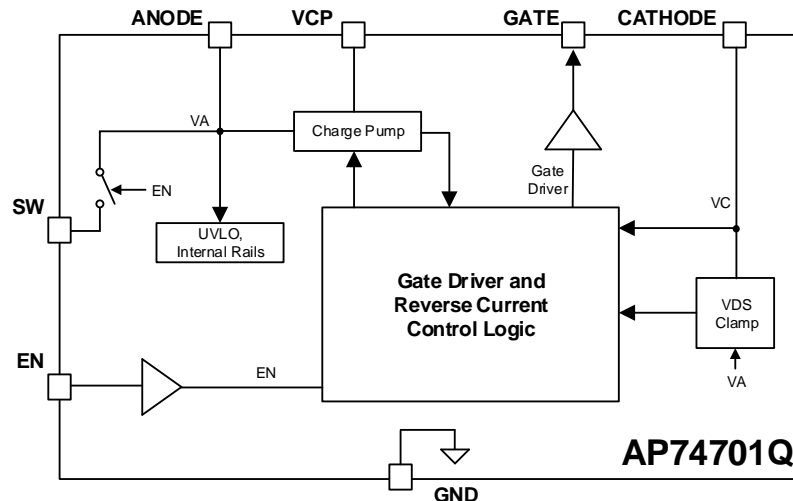 ANODE
VCP
GATE
CATHODE
VA
Charge Pump
EN
Gate
Driver
SW
UVLO,
Internal Rails
VC
Gate Driver and
Reverse Current
Control Logic
VDS
Clamp
EN
EN
VA
AP74701Q
GND